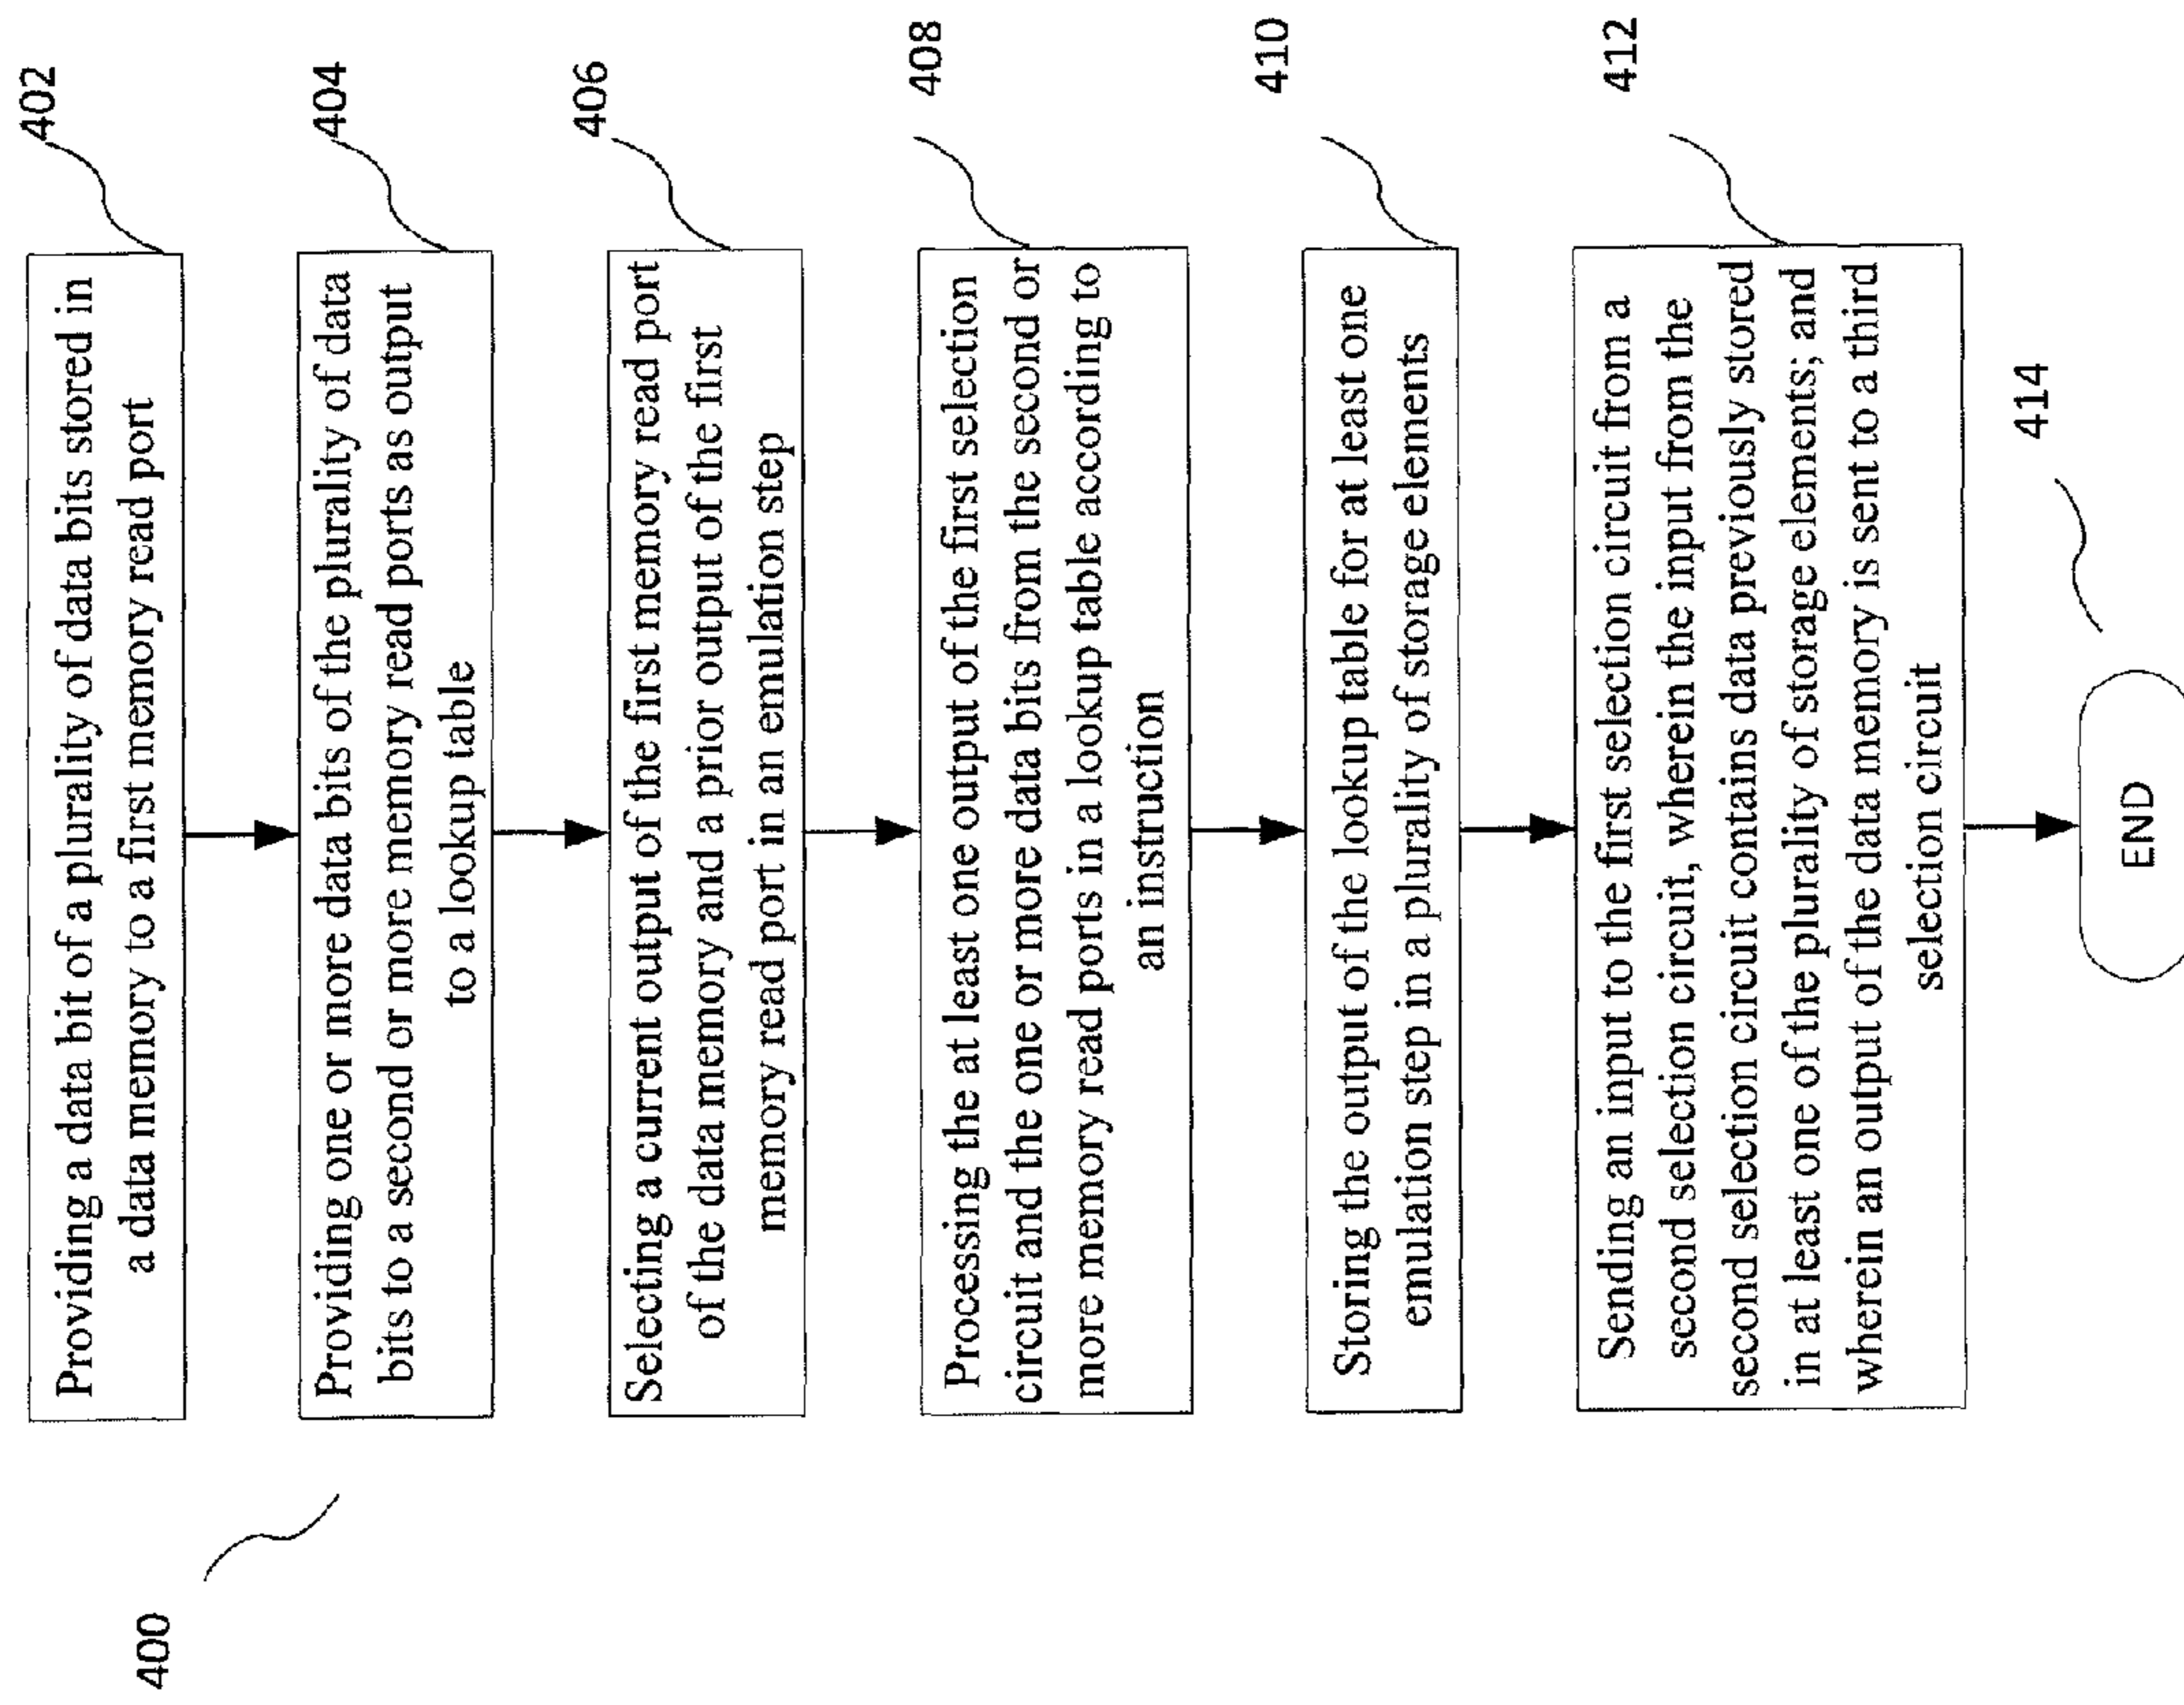 400
402
Providing a data bit of a plurality of data bits stored in
a data memory to a first memory read port
404
Providing one or more data bits of the plurality of data
bits to a second or more memory read ports as output
to a lookup table
406
Selecting a current output of the first memory read port
of the data memory and a prior output of the first
memory read port in an emulation step
408
Processing the at least one output of the first selection
circuit and the one or more data bits from the second or
more memory read ports in a lookup table according to
an instruction
410
Storing the output of the lookup table for at least one
emulation step in a plurality of storage elements
412
Sending an input to the first selection circuit from a
second selection circuit, wherein the input from the
second selection circuit contains data previously stored
in at least one of the plurality of storage elements; and
wherein an output of the data memory is sent to a third
selection circuit
414
END